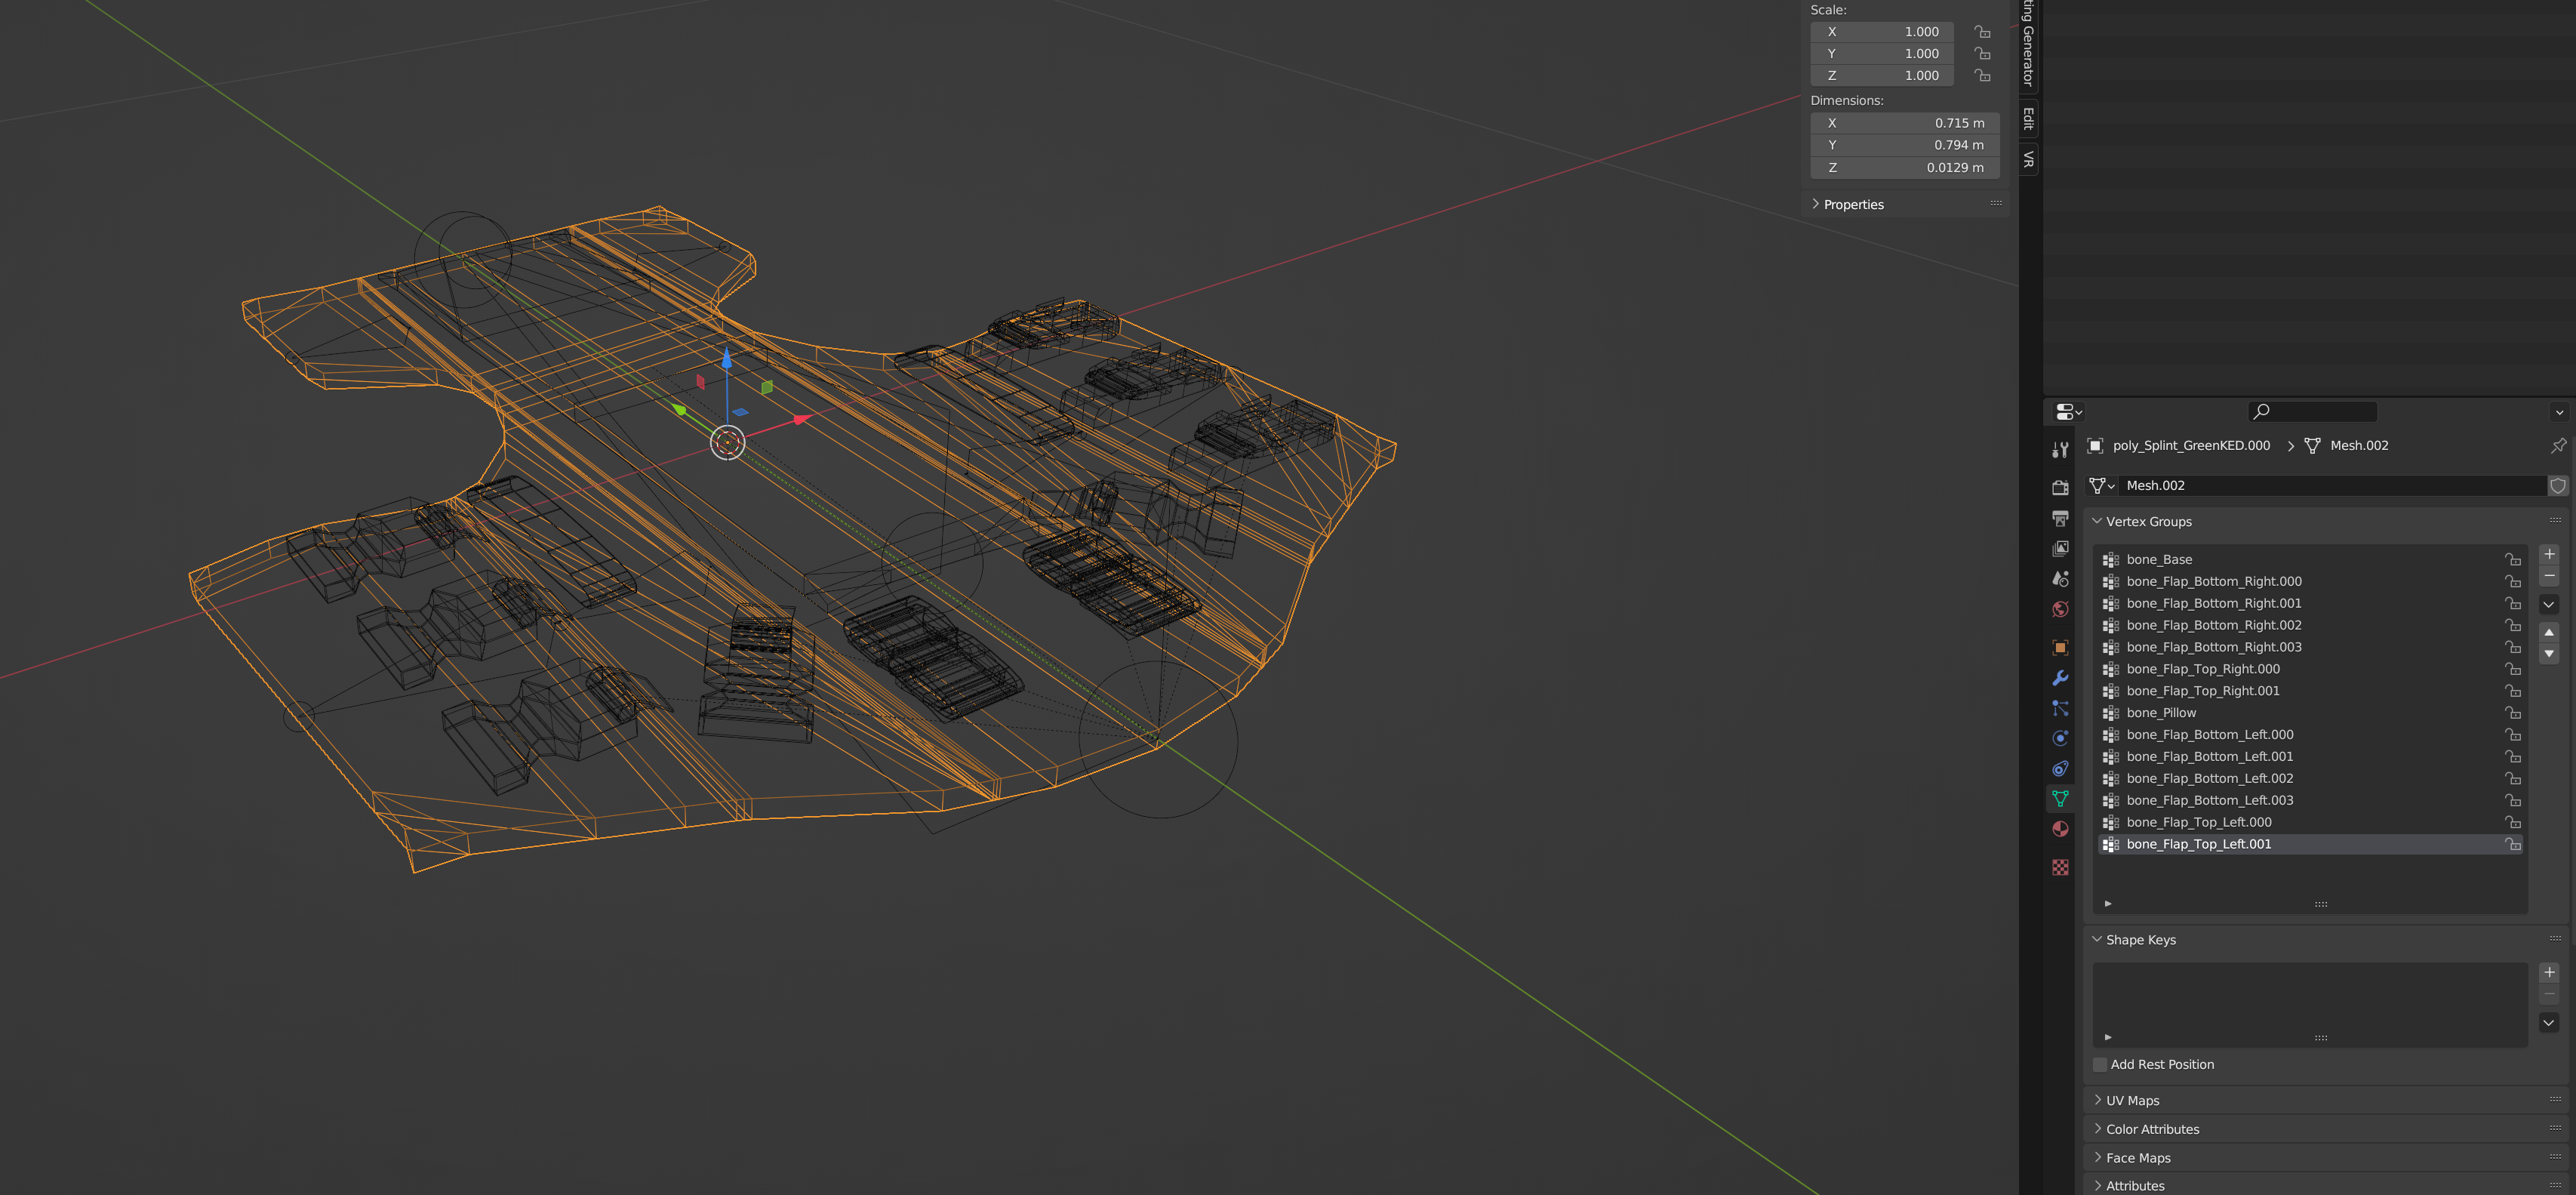 Scale:
X 1.000
Y 1.000
Z 1.000
Dimensions:
X 0.715 m
Y 0.794 m
Z 0.0129 m
Properties
ting Generator
Edit
VR
poly_Splint_GreenKED.000 > Mesh.002
Mesh.002
Vertex Groups
bone_Base
bone_Flap_Bottom_Right.000
bone_Flap_Bottom_Right.001
bone_Flap_Bottom_Right.002
bone_Flap_Bottom_Right.003
bone_Flap_Top_Right.000
bone_Flap_Top_Right.001
bone_Pillow
bone_Flap_Bottom_Left.000
bone_Flap_Bottom_Left.001
bone_Flap_Bottom_Left.002
bone_Flap_Bottom_Left.003
bone_Flap_Top_Left.000
bone_Flap_Top_Left.001
Shape Keys
Add Rest Position
UV Maps
Color Attributes
Face Maps
Attributes